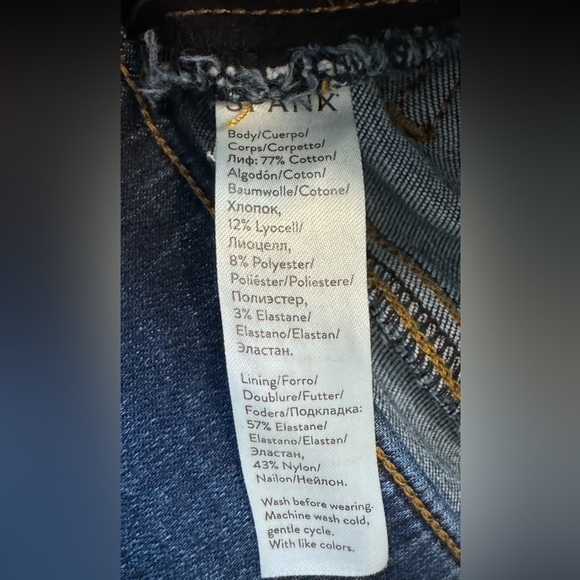 SPANX
Body/Cuerpo/
Corps/Corpetto/
Лиф: 77% Cotton/
Algodón/Coton/
Baumwolle/Cotone/
Хлопок,
12% Lyocell/
Лиоцелл,
8% Polyester/
Poliéster/Poliestere/
Полиэстер,
3% Elastane/
Elastano/Elastan/
Эластан.
Lining/Forro/
Doublure/Futter/
Fodera/Подкладка:
57% Elastane/
Elastano/Elastan/
Эластан,
43% Nylon/
Nailon/Нейлон.
Wash before wearing.
Machine wash cold,
gentle cycle.
With like colors.